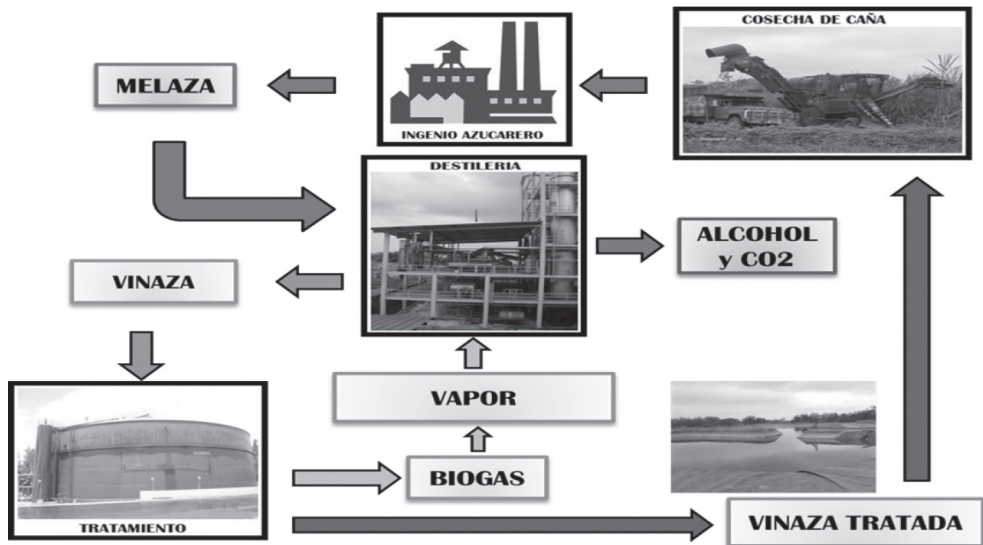 COSECHA DE CAÑA
INGENIO AZUCARERO
MELAZA
DESTILERIA
ALCOHOL
y CO2
VINAZA
VAPOR
BIOGAS
TRATAMIENTO
VINAZA TRATADA